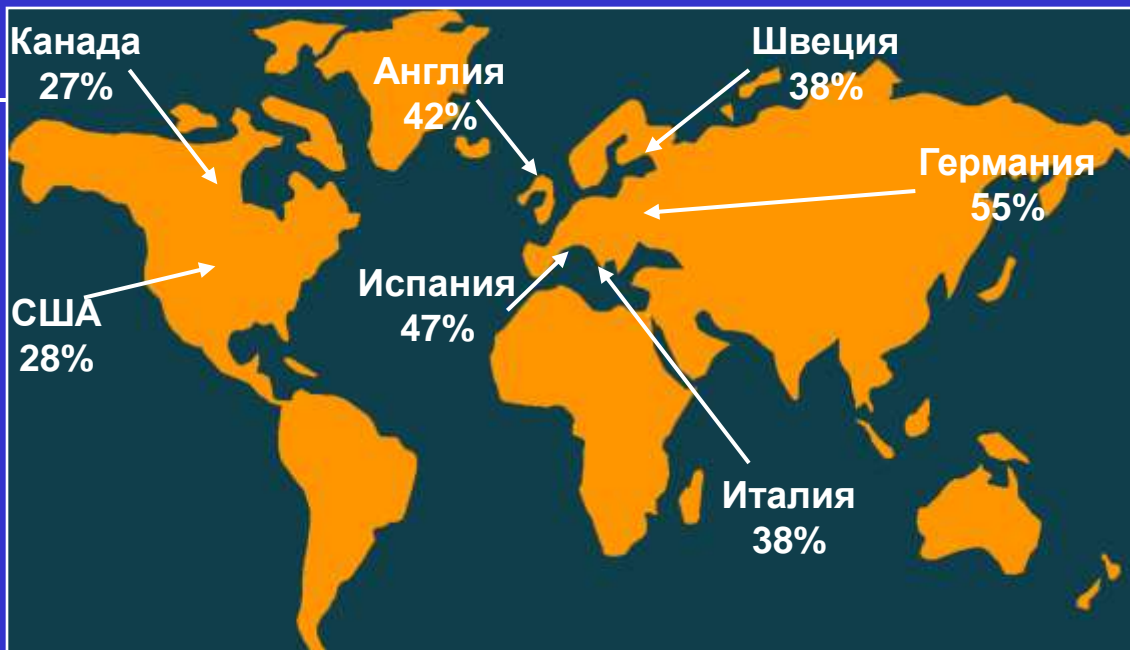 Канада
27%
Англия
42%
Швеция
38%
Германия
55%
США
28%
Испания
47%
Италия
38%